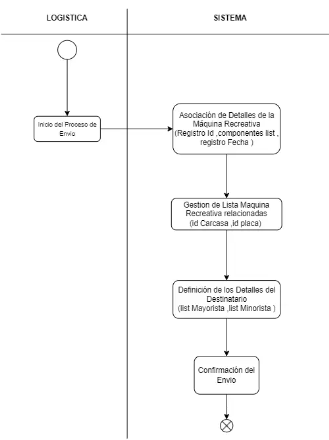 LOGISTICA
SISTEMA
Inicio del Proceso de
Envio
Asociación de Detalles de la
Máquina Recreativa
(Registro Id ,componentes list ,
registro Fecha )
Gestion de Lista Maquina
Recreativa relacionadas
(id Carcasa ,id placa)
Definición de los Detalles del
Destinatario
(list Mayorista ,list Minorista )
Confirmación del
Envio